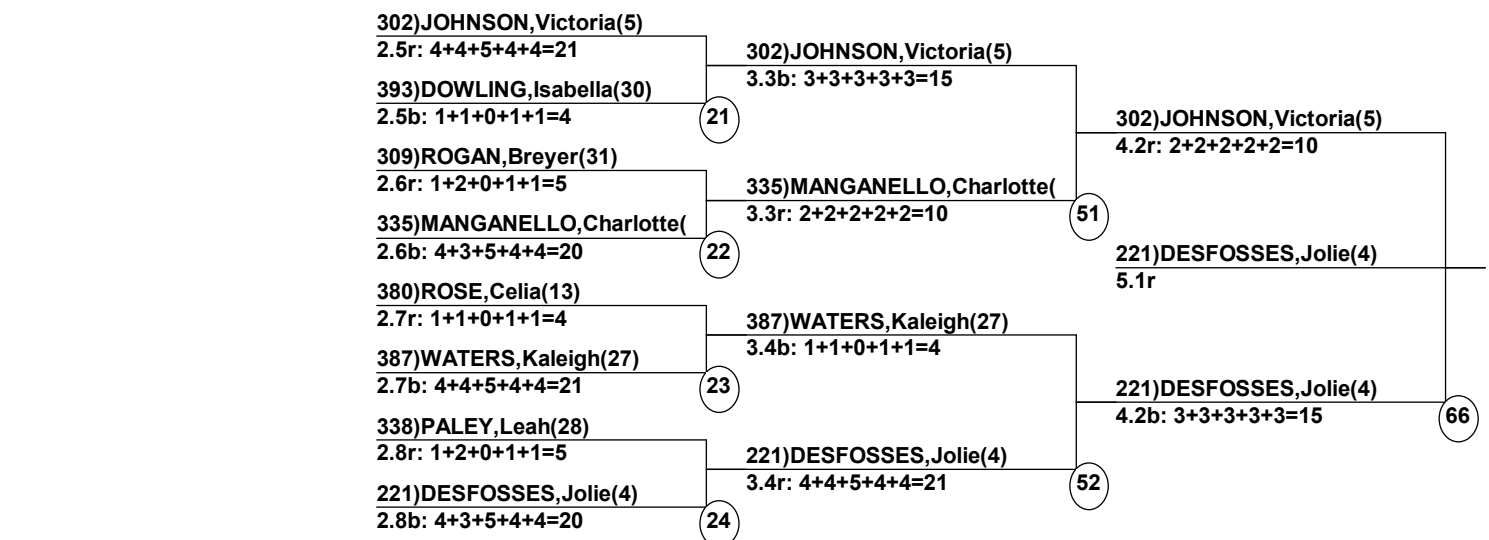 302)JOHNSON,Victoria(5)
2.5r: 4+4+5+4+4=21
393)DOWLING,Isabella(30)
2.5b: 1+1+0+1+1=4
21
309)ROGAN,Breyer(31)
2.6r: 1+2+0+1+1=5
335)MANGANELLO,Charlotte(
2.6b: 4+3+5+4+4=20
22
380)ROSE,Celia(13)
2.7r: 1+1+0+1+1=4
387)WATERS,Kaleigh(27)
2.7b: 4+4+5+4+4=21
23
338)PALEY,Leah(28)
2.8r: 1+2+0+1+1=5
221)DESFOSSES,Jolie(4)
2.8b: 4+3+5+4+4=20
24
302)JOHNSON,Victoria(5)
3.3b: 3+3+3+3+3=15
335)MANGANELLO,Charlotte(
3.3r: 2+2+2+2+2=10
51
387)WATERS,Kaleigh(27)
3.4b: 1+1+0+1+1=4
221)DESFOSSES,Jolie(4)
3.4r: 4+4+5+4+4=21
52
302)JOHNSON,Victoria(5)
4.2r: 2+2+2+2+2=10
221)DESFOSSES,Jolie(4)
5.1r
221)DESFOSSES,Jolie(4)
4.2b: 3+3+3+3+3=15
66